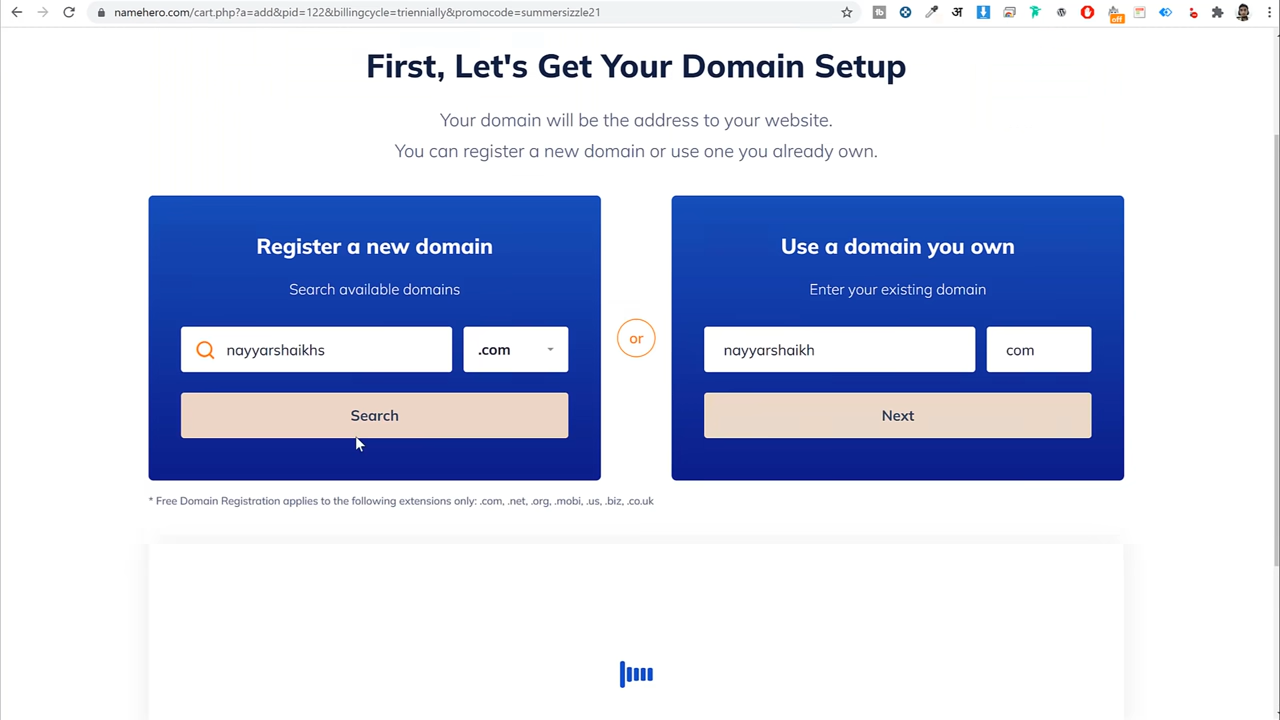 namehero.com/cart.php?a=add&pid=122&billingcycle=triennially&promocode=summersizzle21
off
First, Let's Get Your Domain Setup
Your domain will be the address to your website.
You can register a new domain or use one you already own.
Register a new domain
Search available domains
nayyarshaikhs
.com
Search
or
Use a domain you own
Enter your existing domain
nayyarshaikh
com
Next
* Free Domain Registration applies to the following extensions only: .com, .net, .org, .mobi, .us, .biz, .co.uk